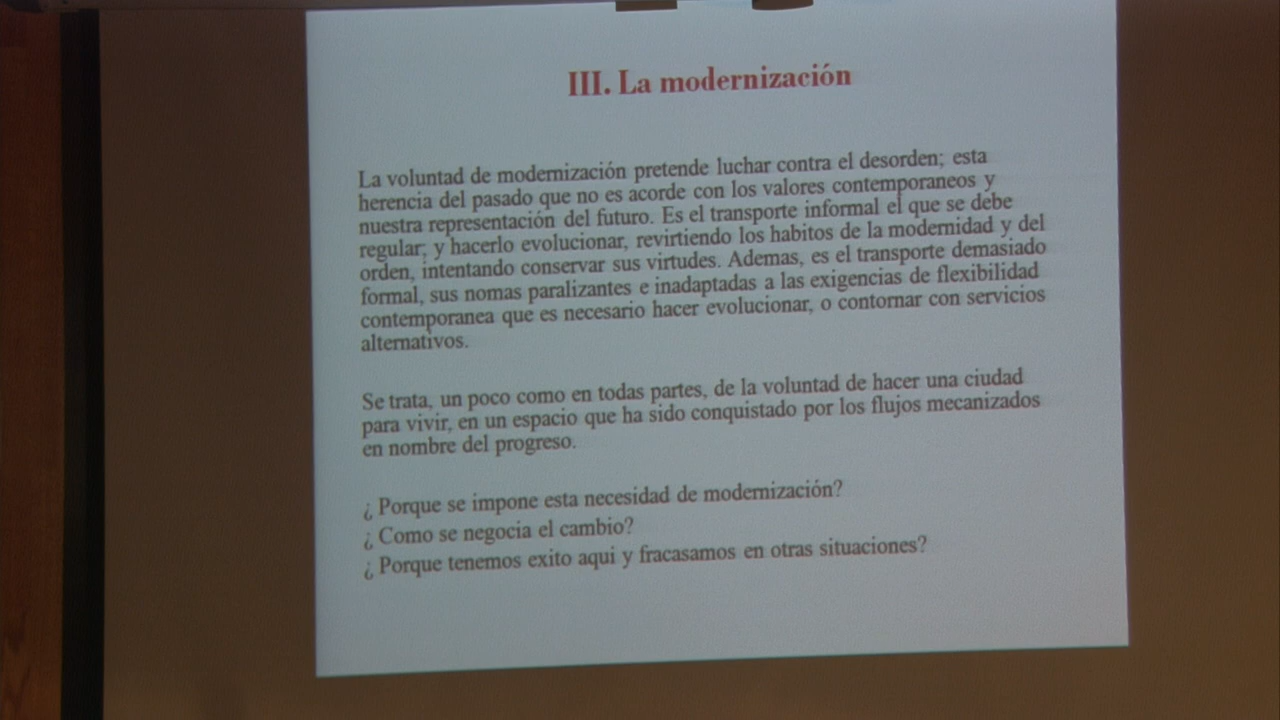 III. La modernización
La voluntad de modernización pretende luchar contra el desorden; esta
herencia del pasado que no es acorde con los valores contemporaneos y
nuestra representación del futuro. Es el transporte informal el que se debe
regular; y hacerlo evolucionar, revirtiendo los habitos de la modernidad y del
orden, intentando conservar sus virtudes. Ademas, es el transporte demasiado
formal, sus nomas paralizantes e inadaptadas a las exigencias de flexibilidad
contemporanea que es necesario hacer evolucionar, o contornar con servicios
alternativos.
Se trata, un poco como en todas partes, de la voluntad de hacer una ciudad
para vivir, en un espacio que ha sido conquistado por los flujos mecanizados
en nombre del progreso.
¿ Porque se impone esta necesidad de modernización?
¿ Como se negocia el cambio?
¿ Porque tenemos exito aqui y fracasamos en otras situaciones?